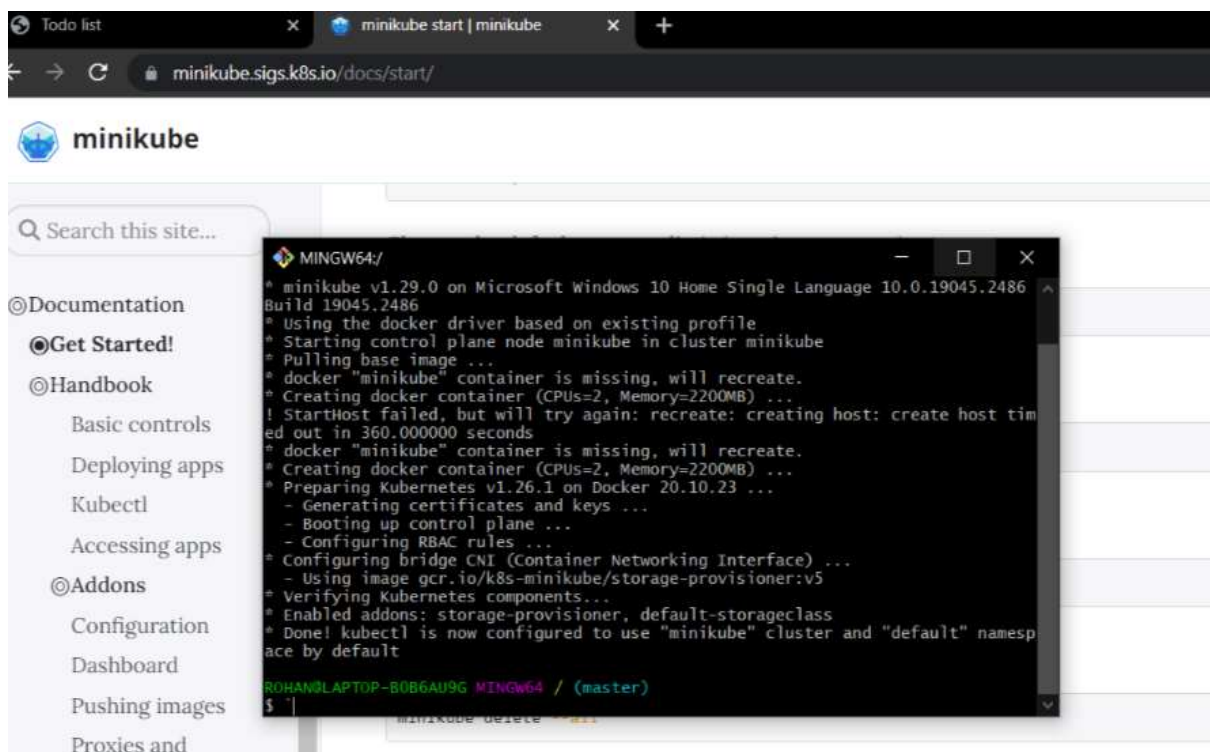 Todo list
minikube start | minikube
minikube.sigs.k8s.io/docs/start/
minikube
Search this site...
Documentation
Get Started!
Handbook
Basic controls
Deploying apps
Kubectl
Accessing apps
Addons
Configuration
Dashboard
Pushing images
Proxies and
MINGW64:/
* minikube v1.29.0 on Microsoft Windows 10 Home Single Language 10.0.19045.2486
Build 19045.2486
* Using the docker driver based on existing profile
* Starting control plane node minikube in cluster minikube
* Pulling base image ...
* docker "minikube" container is missing, will recreate.
* Creating docker container (CPUs=2, Memory=2200MB) ...
! StartHost failed, but will try again: recreate: creating host: create host tim
ed out in 360.000000 seconds
* docker "minikube" container is missing, will recreate.
* Creating docker container (CPUs=2, Memory=2200MB) ...
* Preparing Kubernetes v1.26.1 on Docker 20.10.23 ...
- Generating certificates and keys ...
- Booting up control plane ...
- Configuring RBAC rules ...
* Configuring bridge CNI (Container Networking Interface) ...
- Using image gcr.io/k8s-minikube/storage-provisioner:v5
* Verifying Kubernetes components...
* Enabled addons: storage-provisioner, default-storageclass
* Done! kubectl is now configured to use "minikube" cluster and "default" namesp
ace by default
ROHAN@LAPTOP-B0B6AU9G MINGW64 / (master)
$ `
minikube delete --all